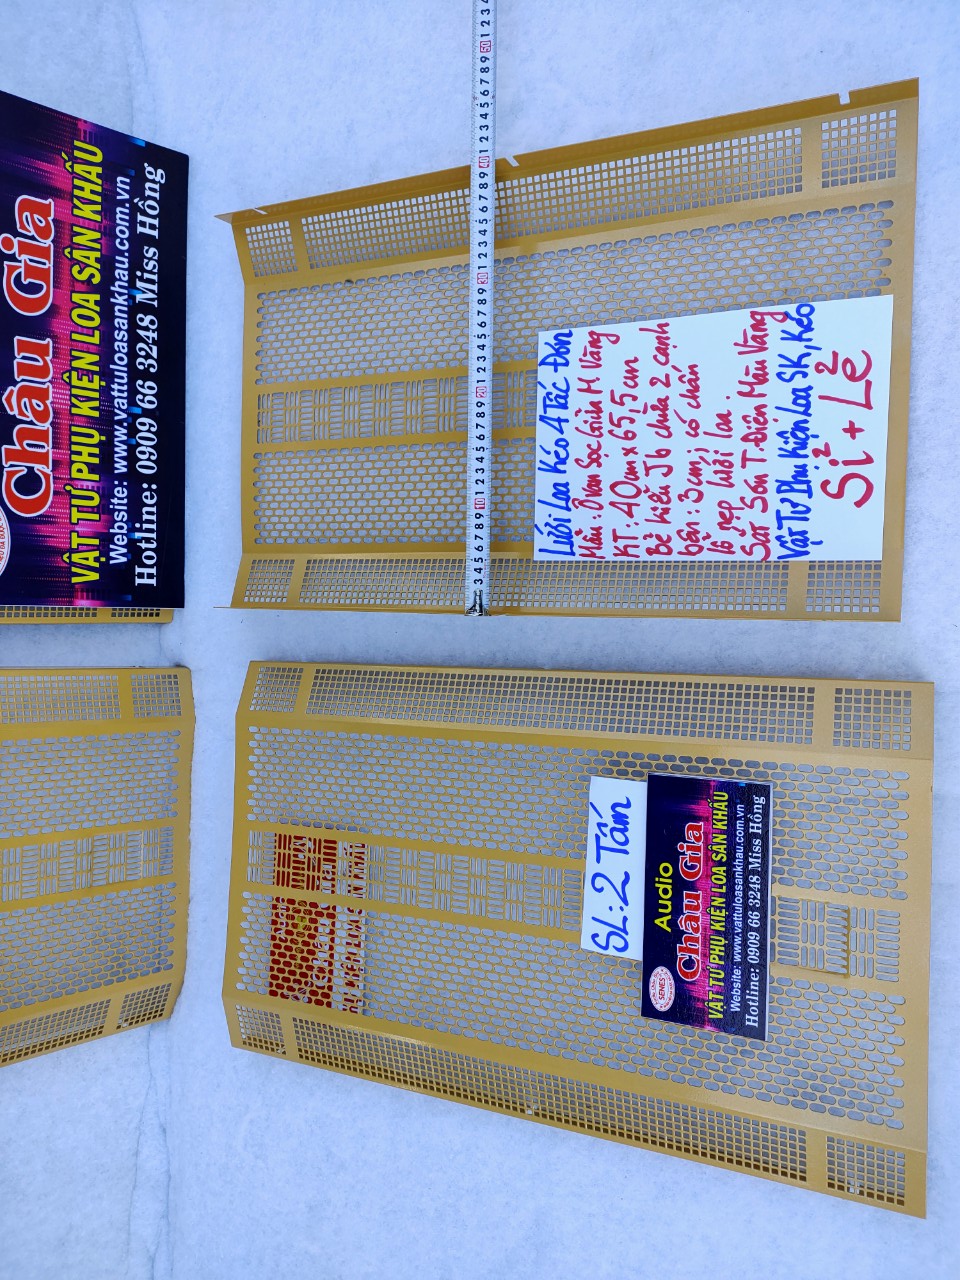 Châu Gia
VẬT TƯ PHỤ KIỆN LOA SÂN KHẤU
Website: www.vattuloasankhau.com.vn
Hotline: 0909 66 3248 Miss Hồng
Lưới Loa Kéo 4 Tấc Đơn
Mẫu:
Sọc
M Vàng
KT: 40cm x 65,5cm
Bẻ kiểu Jb chừa 2 cạnh
bên: 3cm; có chấn
lỗ nẹp lưới loa.
Sắt Sơn T. Điện Màu Vàng
Vật Tư Phụ Kiện Loa SK, Kéo
Sỉ + Lẻ
SL: 2 Tấm
Audio
Châu Gia
VẬT TƯ PHỤ KIỆN LOA SÂN KHẤU
Website: www.vattuloasankhau.com.vn
Hotline: 0909 66 3248 Miss Hồng
SENES